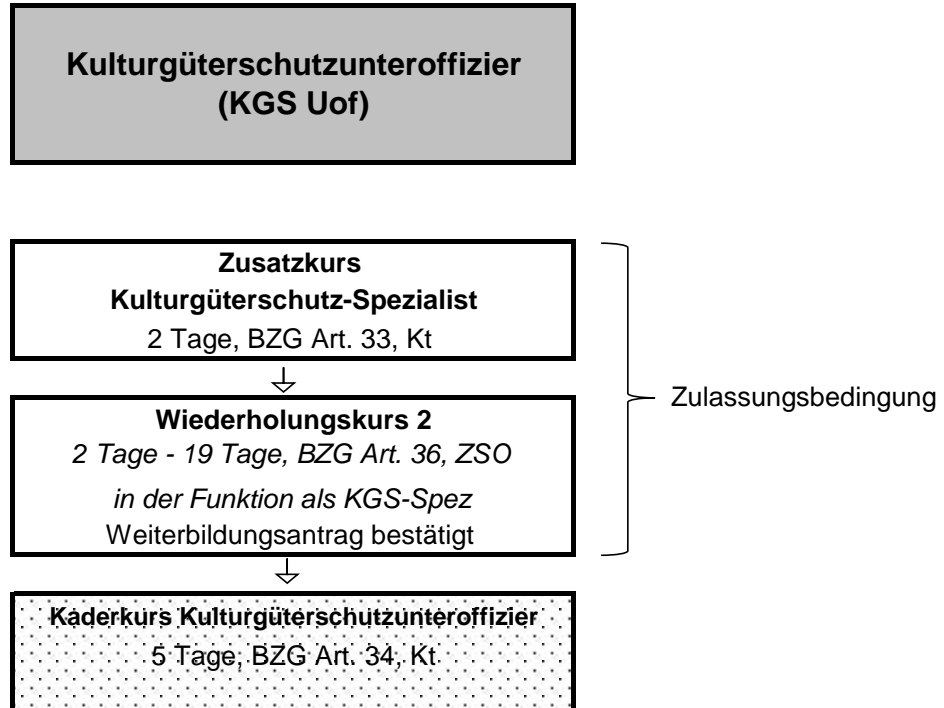 Kulturgüterschutzunteroffizier
(KGS Uof)
Zusatzkurs
Kulturgüterschutz-Spezialist
2 Tage, BZG Art. 33, Kt
Wiederholungskurs 2
2 Tage - 19 Tage, BZG Art. 36, ZSO
in der Funktion als KGS-Spez
Weiterbildungsantrag bestätigt
Zulassungsbedingung
Kaderkurs Kulturgüterschutzunteroffizier
5 Tage, BZG Art. 34, Kt